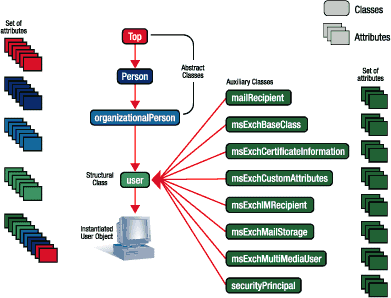 Set of
attributes
Top
Classes
Attributes
Person
Abstract
Classes
organizationalPerson
Auxiliary Classes
Set of
attributes
mailRecipient
msExchBaseClass
msExchCertificateInformation
Structural
Class
user
msExchCustomAttributes
msExchIMRecipient
Instantiated
User Object
msExchMailStorage
msExchMultiMediaUser
securityPrincipal